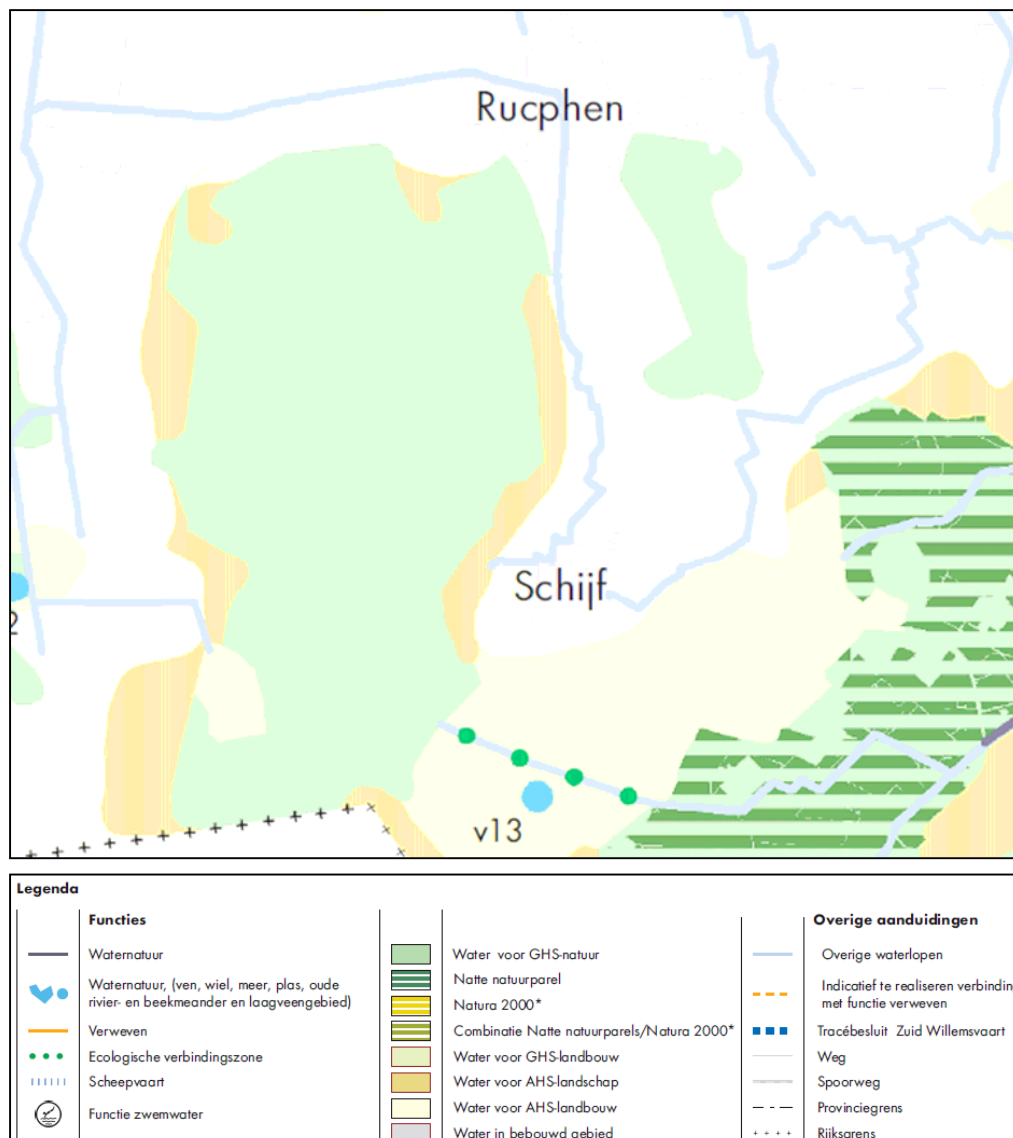 Rucphen
Schijf
2
v13
Legenda
Functies
Waternatuur
Waternatuur, (ven, wiel, meer, plas, oude
rivier- en beekmeander en laagveengebied)
Verweven
Ecologische verbindingszone
Scheepvaart
Functie zwemwater
Water voor GHS-natuur
Natte natuurparel
Natura 2000*
Combinatie Natte natuurparels/Natura 2000*
Water voor GHS-landbouw
Water voor AHS-landschap
Water voor AHS-landbouw
Water in bebouwd gebied
Overige aanduidingen
Overige waterlopen
Indicatief te realiseren verbindin
met functie verweven
Tracébesluit Zuid Willemsvaart
Weg
Spoorweg
Provinciegrens
Rijksgrens